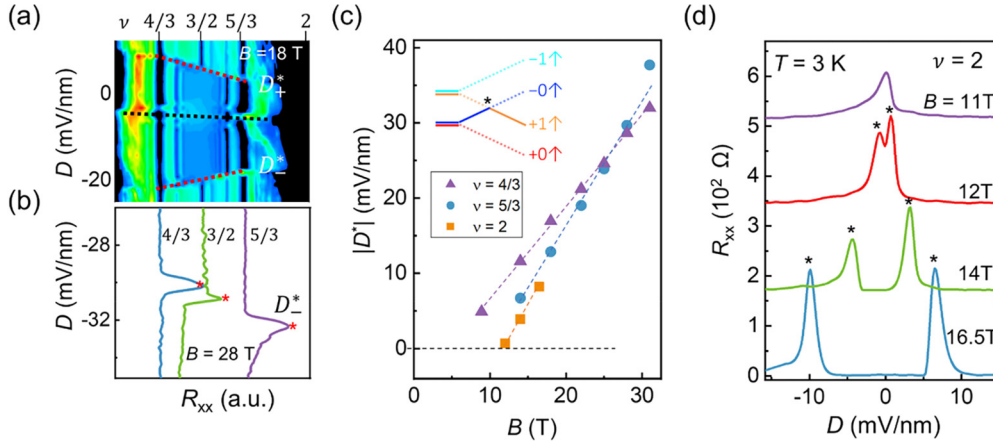 (a)
ν 4/3 3/2 5/3 2
B = 18 T
D*+
D*−
D (mV/nm)
0
-20
(b)
4/3 3/2 5/3
D*−
B = 28 T
D (mV/nm)
-28
-32
Rxx (a.u.)
(c)
|D*| (mV/nm)
40
30
20
10
0
−1↑
−0↑
*
+1↑
+0↑
ν = 4/3
ν = 5/3
ν = 2
0 10 20 30
B (T)
(d)
T = 3 K ν = 2
B = 11T
* *
12T
* *
14T
* *
16.5T
Rxx (10² Ω)
6
5
4
3
2
1
0
-10 0 10
D (mV/nm)